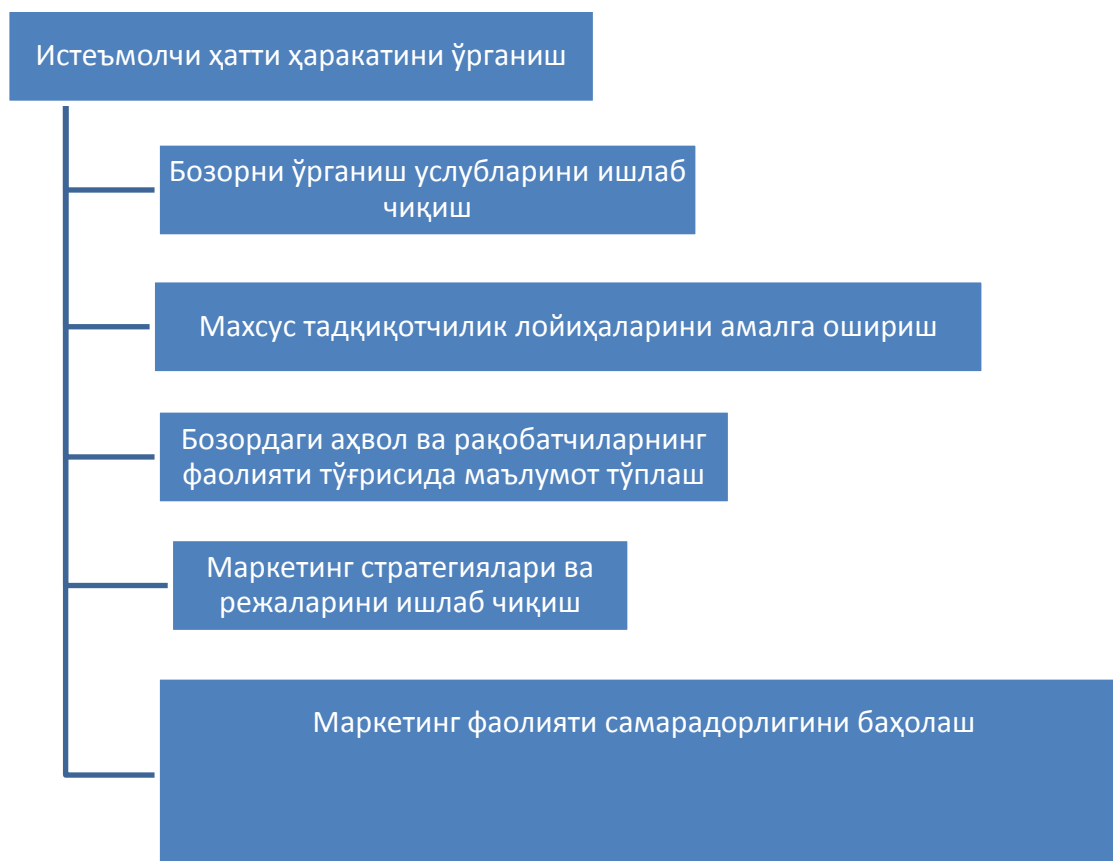 Истеъмолчи ҳатти ҳаракатини ўрганиш
Бозорни ўрганиш услубларини ишлаб
чиқиш
Махсус тадқиқотчилик лойиҳаларини амалга ошириш
Бозордаги аҳвол ва рақобатчиларнинг
фаолияти тўғрисида маълумот тўплаш
Маркетинг стратегиялари ва
режаларини ишлаб чиқиш
Маркетинг фаолияти самарадорлигини баҳолаш